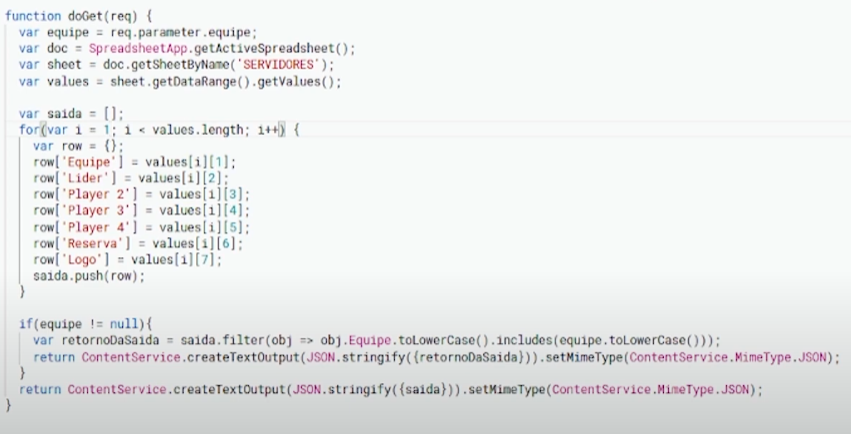 function doGet(req) {
  var equipe = req.parameter.equipe;
  var doc = SpreadsheetApp.getActiveSpreadsheet();
  var sheet = doc.getSheetByName('SERVIDORES');
  var values = sheet.getDataRange().getValues();

  var saida = [];
  for(var i = 1; i < values.length; i++) {
    var row = {};
    row['Equipe'] = values[i][1];
    row['Lider'] = values[i][2];
    row['Player 2'] = values[i][3];
    row['Player 3'] = values[i][4];
    row['Player 4'] = values[i][5];
    row['Reserva'] = values[i][6];
    row['Logo'] = values[i][7];
    saida.push(row);
  }

  if(equipe != null){
    var retornoDaSaida = saida.filter(obj => obj.Equipe.toLowerCase().includes(equipe.toLowerCase()));
    return ContentService.createTextOutput(JSON.stringify({retornoDaSaida})).setMimeType(ContentService.MimeType.JSON);
  }
  return ContentService.createTextOutput(JSON.stringify({saida})).setMimeType(ContentService.MimeType.JSON);
}